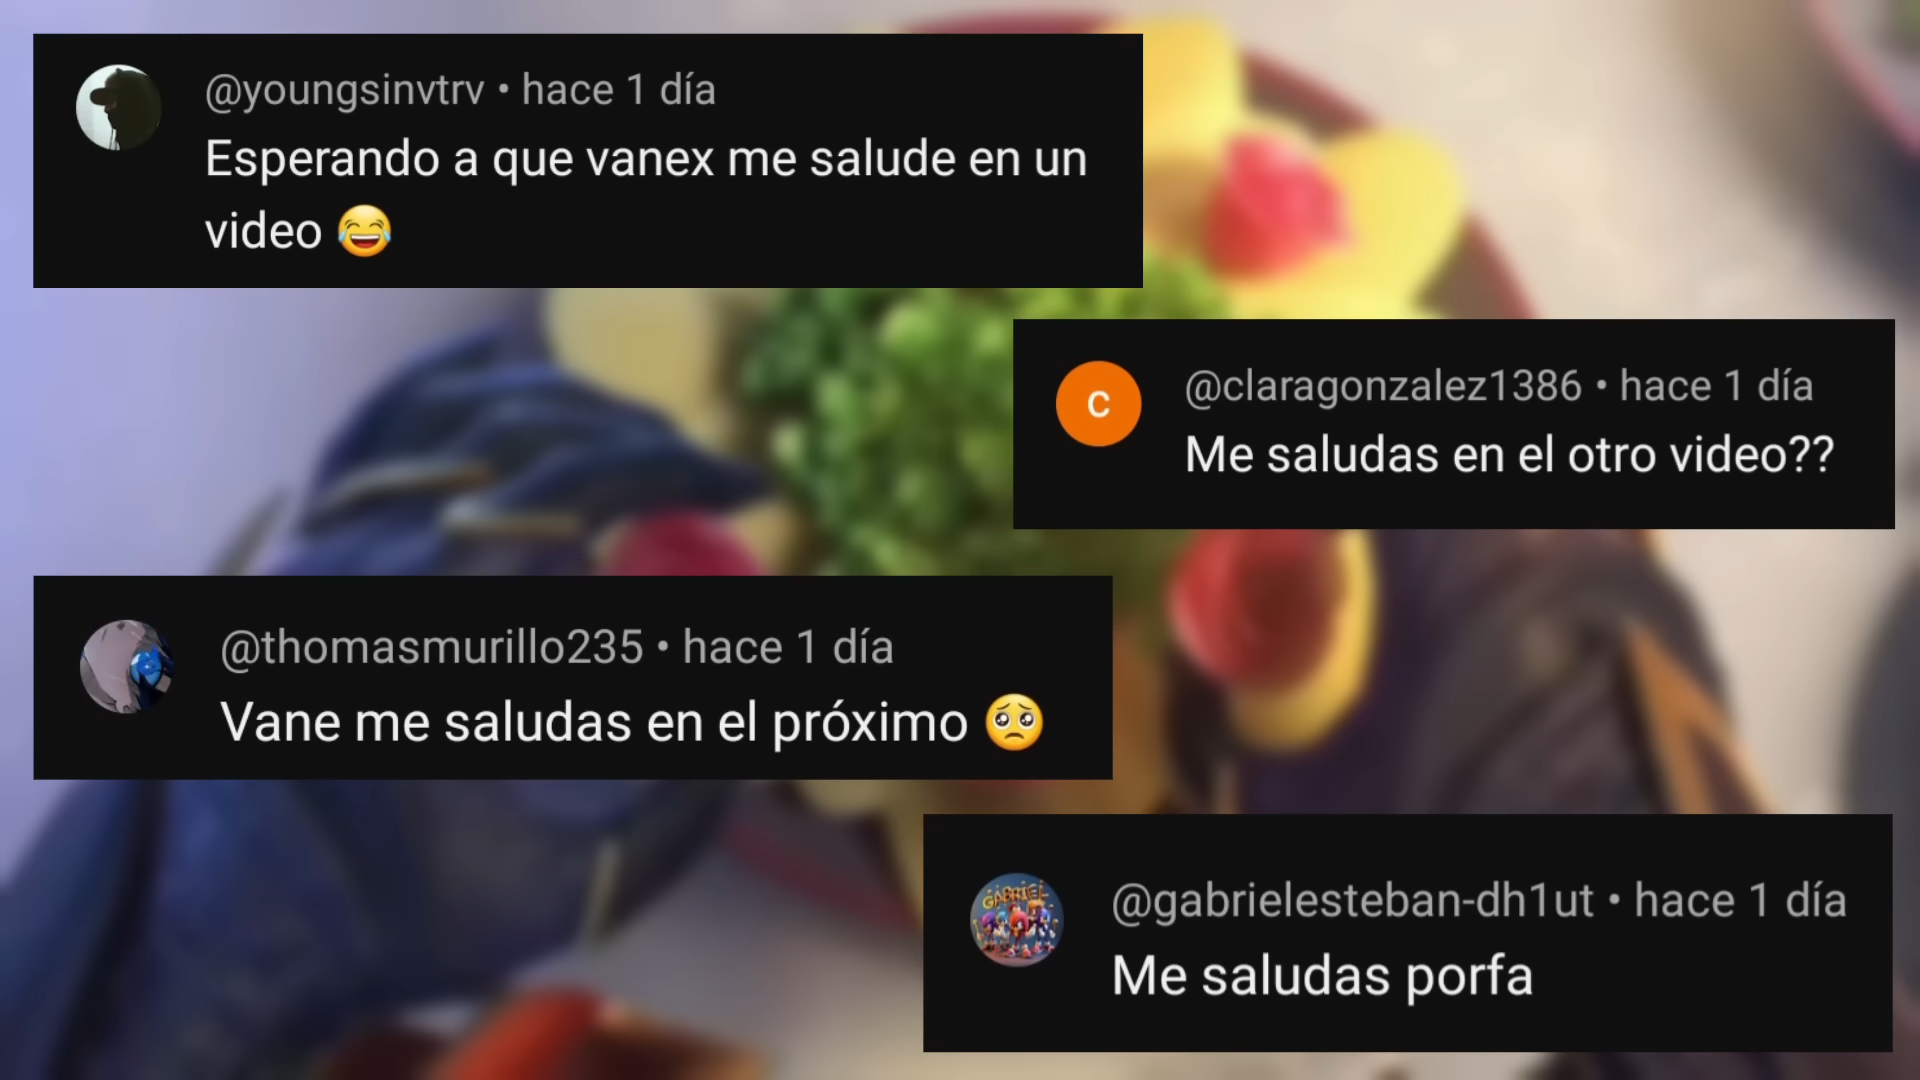 @youngsinvtrv • hace 1 día
Esperando a que vanex me salude en un
video 😂
@claragonzalez1386 • hace 1 día
C
Me saludas en el otro video??
@thomasmurillo235 • hace 1 día
Vane me saludas en el próximo 🥺
GABRIEL
@gabrielesteban-dh1ut • hace 1 día
Me saludas porfa